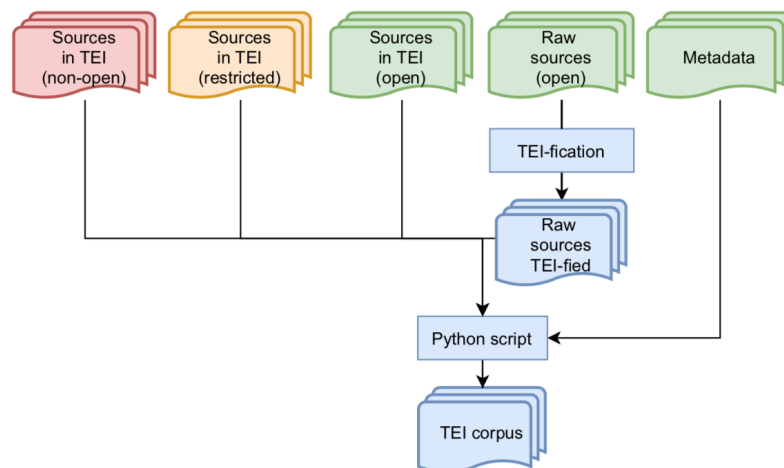 Sources
in TEI
(non-open)
Sources
in TEI
(restricted)
Sources
in TEI
(open)
Raw
sources
(open)
Metadata
TEI-fication
Raw
sources
TEI-fied
Python script
TEI corpus